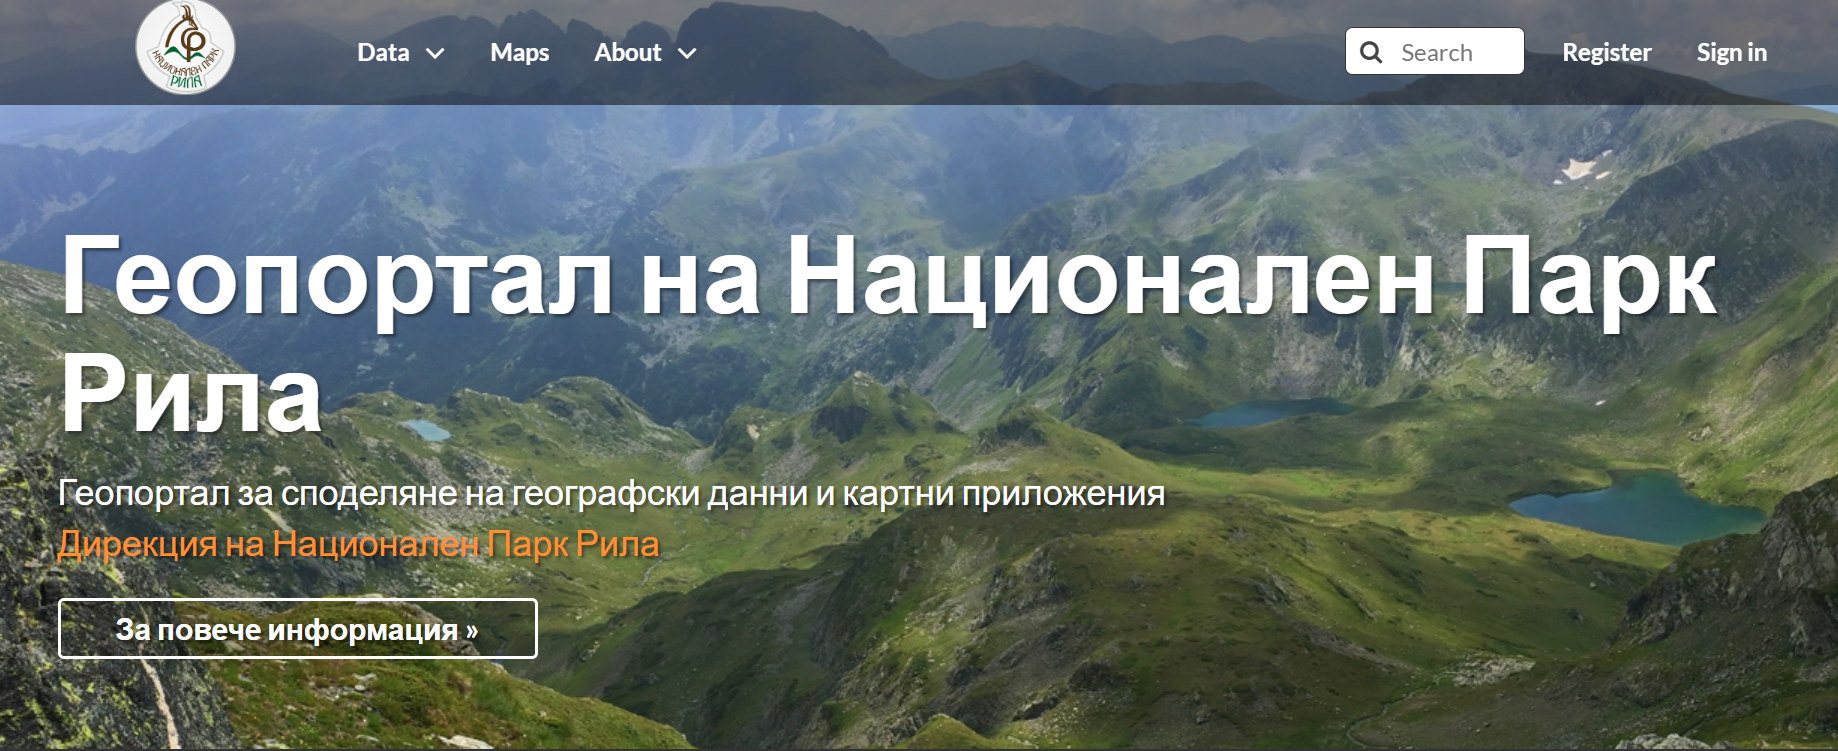 НАЦИОНАЛЕН ПАРК
РИЛА
Data
Maps
About
Search
Register
Sign in
Геопортал на Национален Парк
Рила
Геопортал за споделяне на географски данни и картни приложения
Дирекция на Национален Парк Рила
За повече информация »